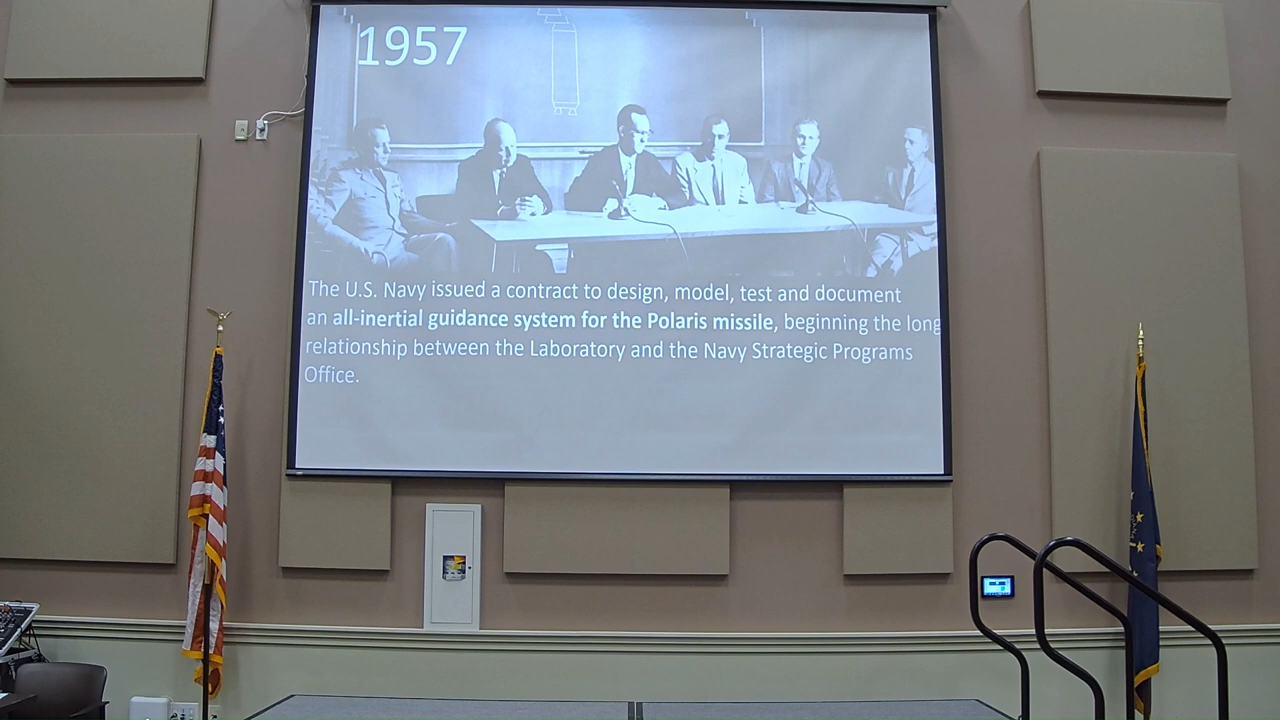 1957
The U.S. Navy issued a contract to design, model, test and document
an all-inertial guidance system for the Polaris missile, beginning the long
relationship between the Laboratory and the Navy Strategic Programs
Office.